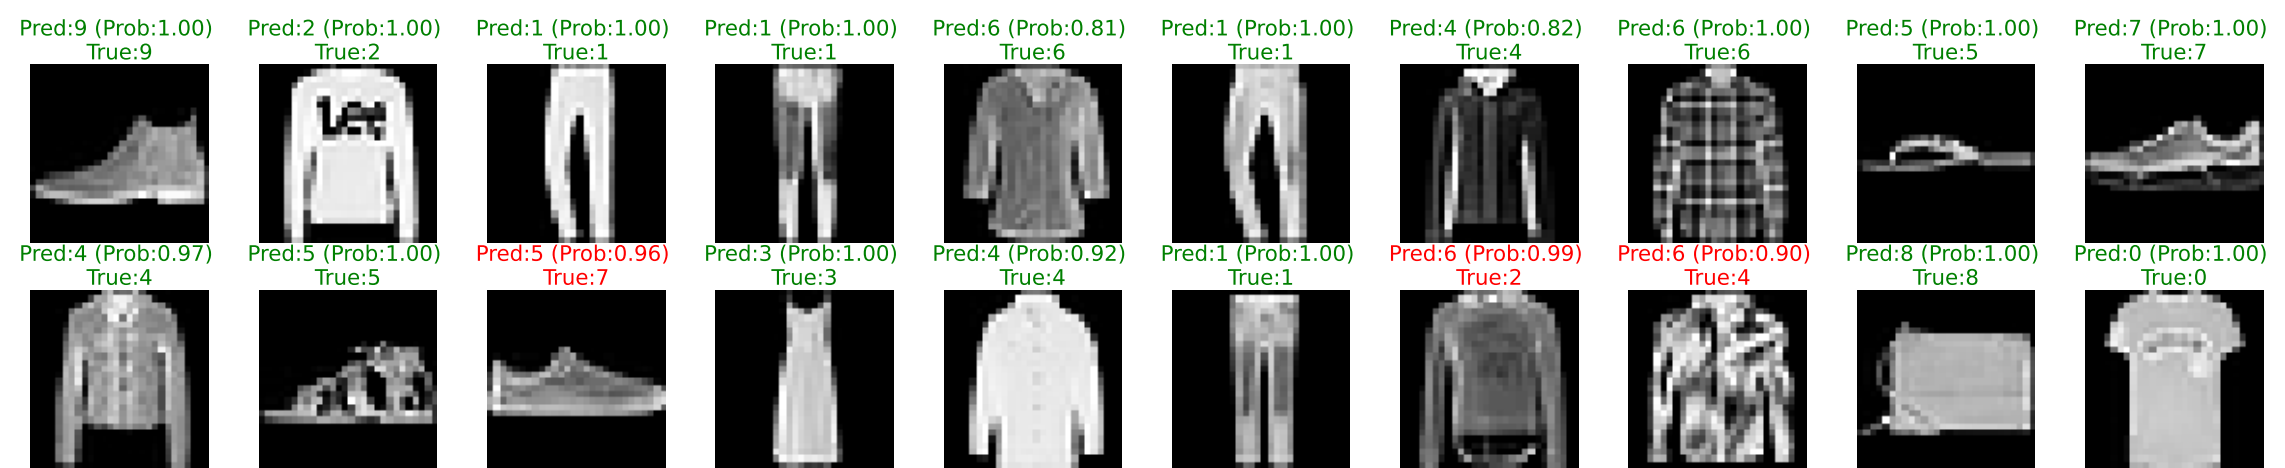 Pred:9 (Prob:1.00) Pred:2 (Prob:1.00) Pred:1 (Prob:1.00) Pred:1 (Prob:1.00) Pred:6 (Prob:0.81) Pred:1 (Prob:1.00) Pred:4 (Prob:0.82) Pred:6 (Prob:1.00) Pred:5 (Prob:1.00) Pred:7 (Prob:1.00)
True:9 True:2 True:1 True:1 True:6 True:1 True:4 True:6 True:5 True:7
Lee
Pred:4 (Prob:0.97) Pred:5 (Prob:1.00) Pred:5 (Prob:0.96) Pred:3 (Prob:1.00) Pred:4 (Prob:0.92) Pred:1 (Prob:1.00) Pred:6 (Prob:0.99) Pred:6 (Prob:0.90) Pred:8 (Prob:1.00) Pred:0 (Prob:1.00)
True:4 True:5 True:7 True:3 True:4 True:1 True:2 True:4 True:8 True:0